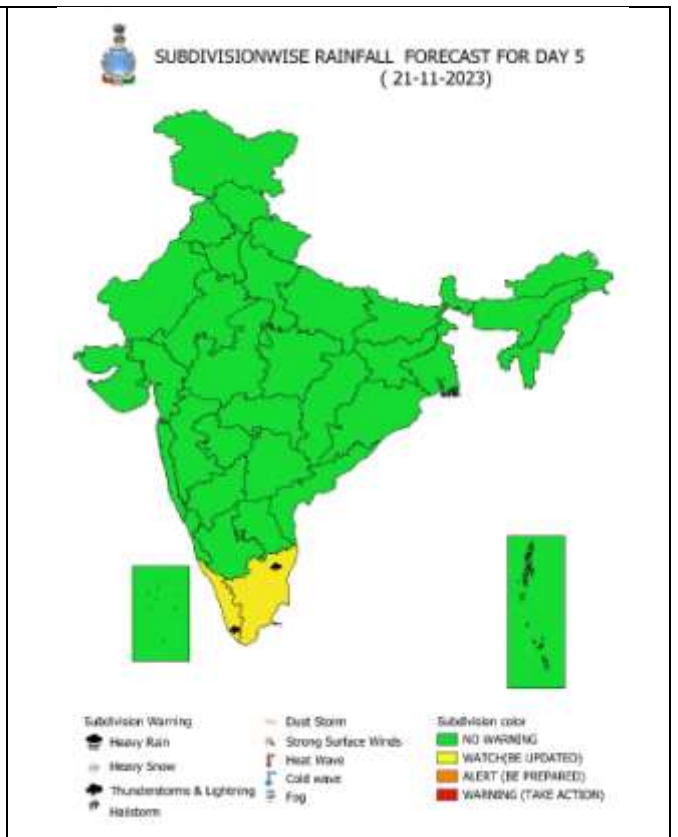 SUBDIVISIONWISE RAINFALL FORECAST FOR DAY 5
( 21-11-2023)
Subdivision Warning
Heavy Rain
Heavy Snow
Thunderstorms & Lightning
Hailstorm
Dust Storm
Strong Surface Winds
Heat Wave
Cold wave
Fog
Subdivision color
NO WARNING
WATCH(BE UPDATED)
ALERT (BE PREPARED)
WARNING (TAKE ACTION)